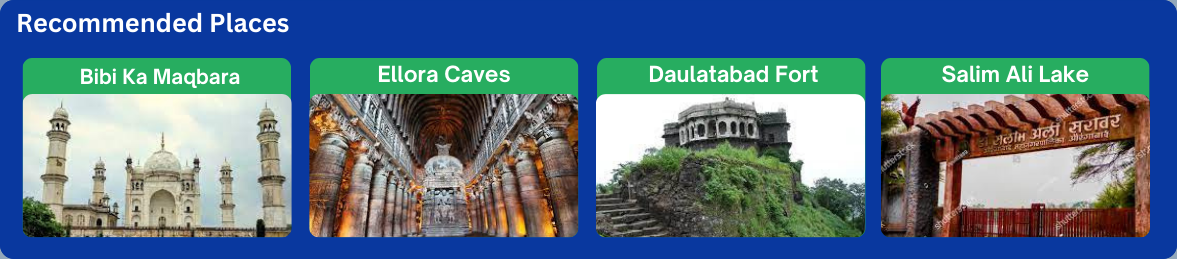 Recommended Places
Bibi Ka Maqbara
Ellora Caves
Daulatabad Fort
Salim Ali Lake
सलीम अली सरोवर